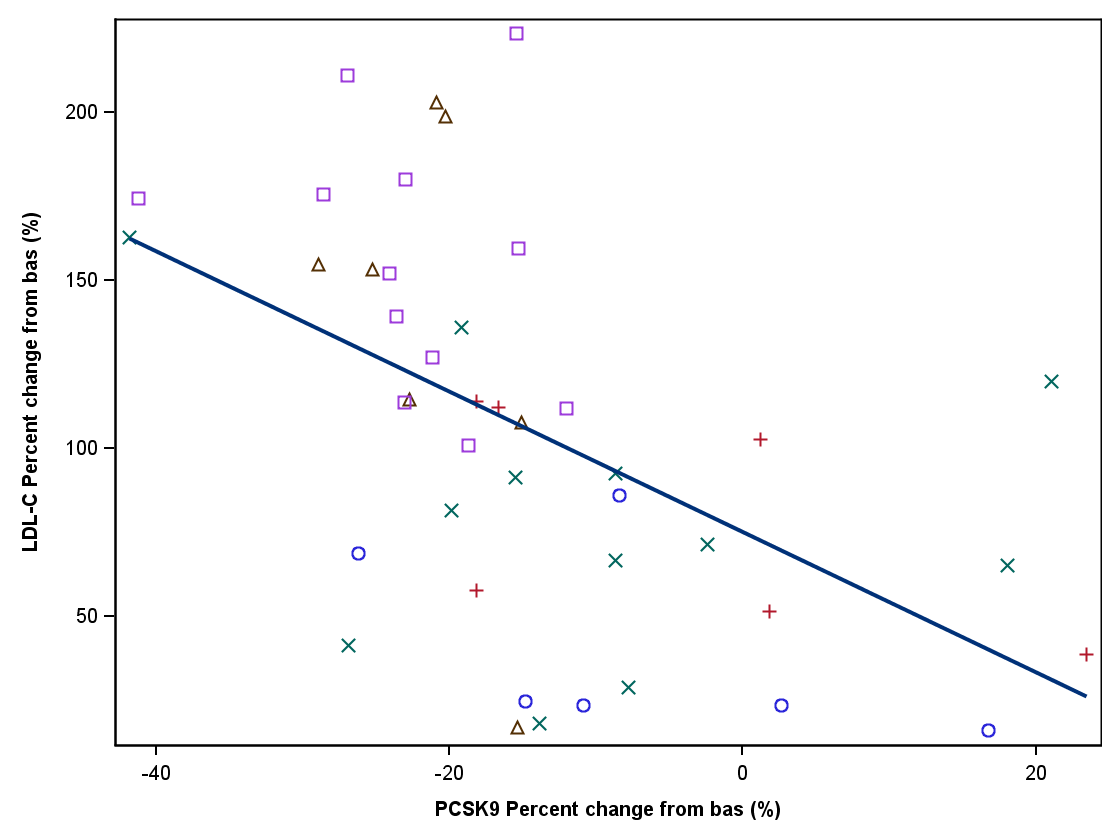 200
150
100
50
LDL-C Percent change from bas (%)
-40 -20 0 20
PCSK9 Percent change from bas (%)